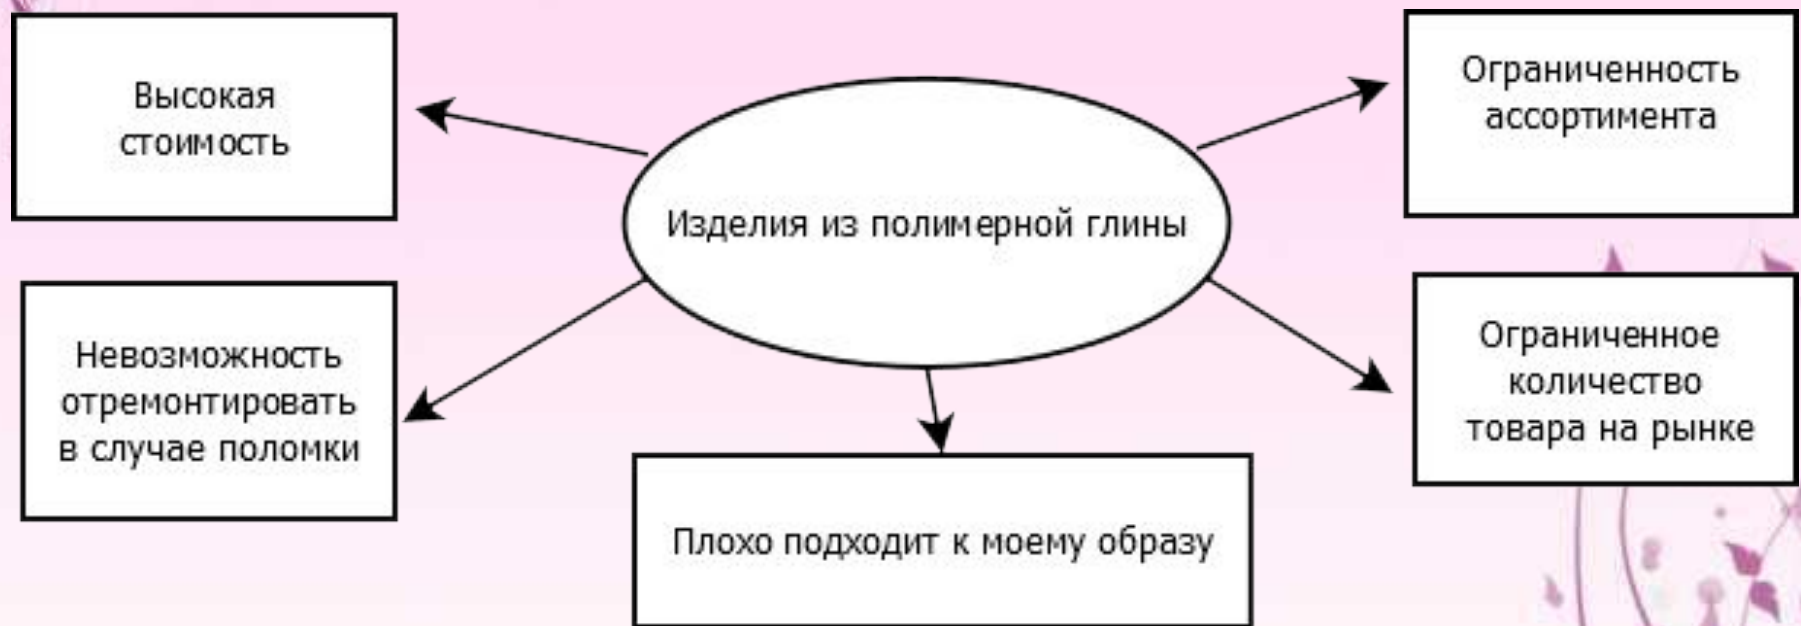 Высокая
стоимость
Изделия из полимерной глины
Ограниченность
ассортимента
Невозможность
отремонтировать
в случае поломки
Ограниченное
количество
товара на рынке
Плохо подходит к моему образу